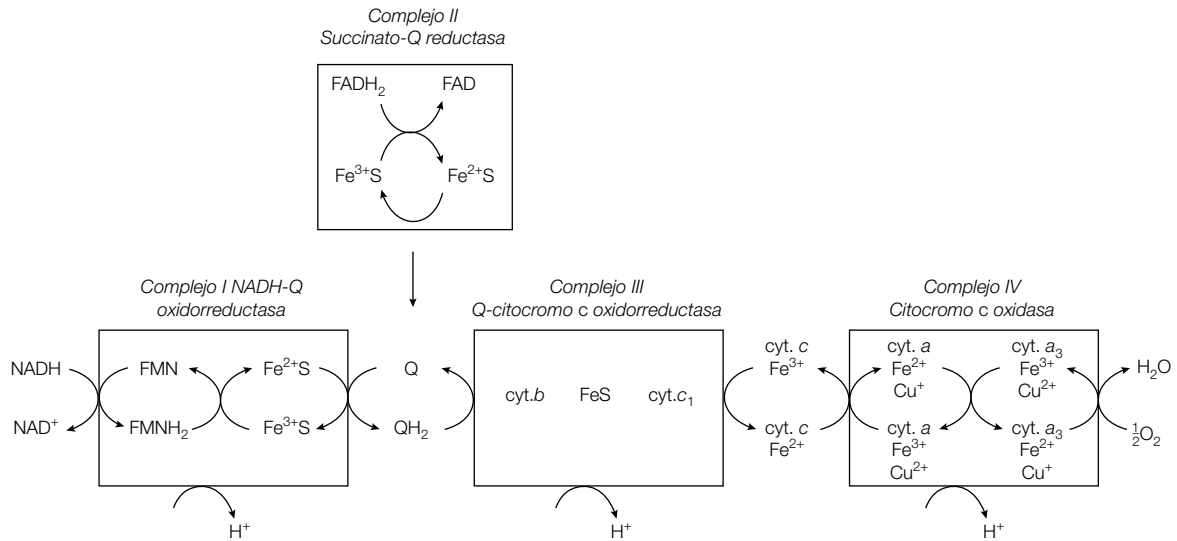 Complejo II
Succinato-Q reductasa
FADH₂ FAD
Fe³⁺S Fe²⁺S
Complejo I NADH-Q
oxidorreductasa
Complejo III
Q-citocromo c oxidorreductasa
Complejo IV
Citocromo c oxidasa
NADH FMN Fe²⁺S Q
NAD⁺ FMNH₂ Fe³⁺S QH₂
cyt.b FeS cyt.c₁
cyt. c
Fe³⁺
cyt. c
Fe²⁺
cyt. a
Fe²⁺
Cu⁺
cyt. a
Fe³⁺
Cu²⁺
cyt. a₃
Fe³⁺
Cu²⁺
cyt. a₃
Fe²⁺
Cu⁺
H₂O
½O₂
H⁺ H⁺ H⁺